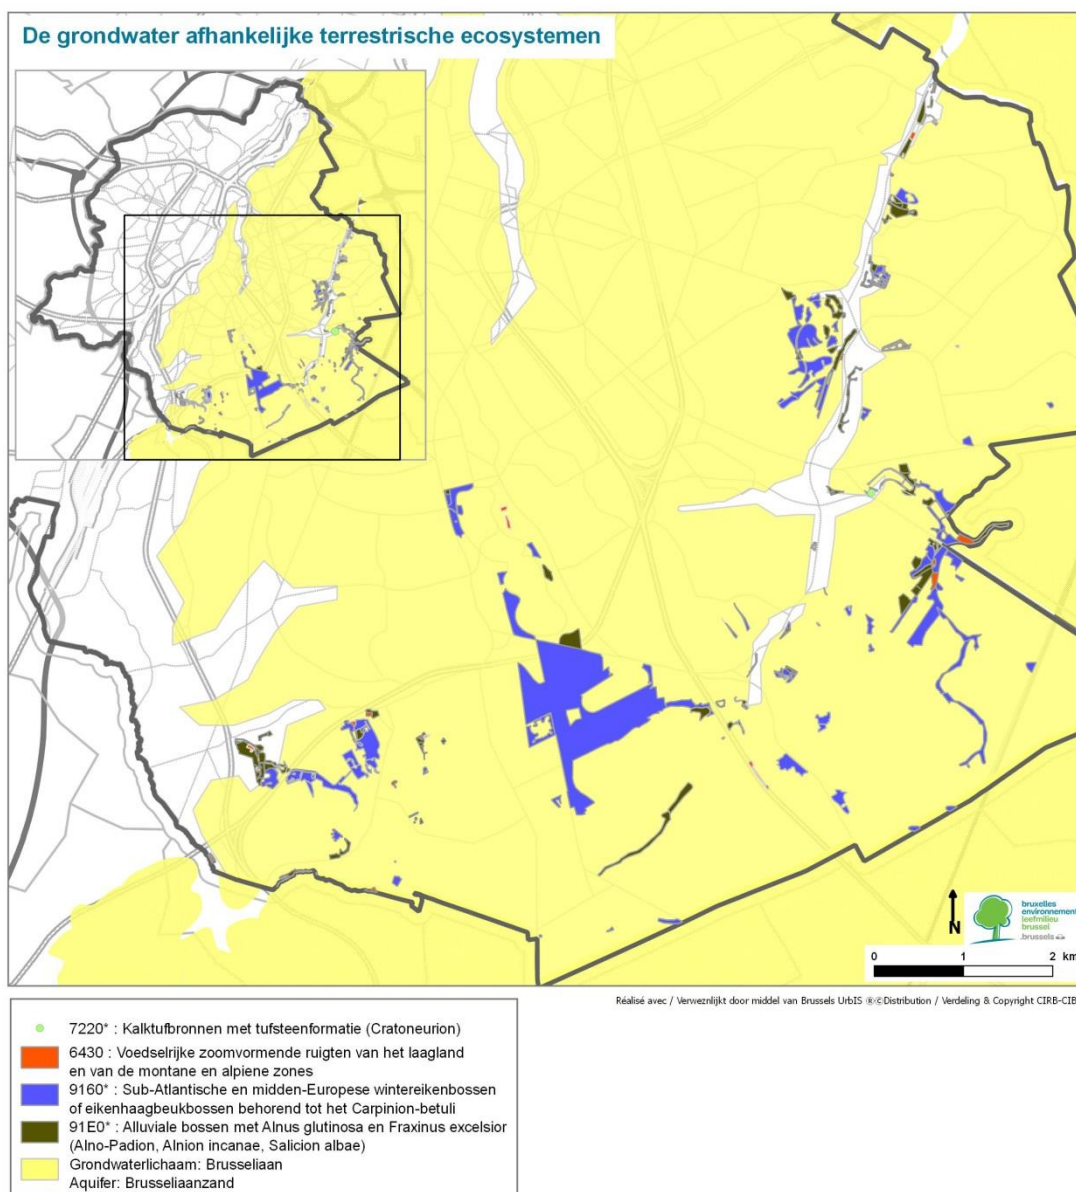 De grondwater afhankelijke terrestrische ecosystemen
N
bruxelles
environnement
leefmilieu
brussel
.brussels
0 1 2 km
Réalisé avec / Verweznlijkt door middel van Brussels UrbIS ®©Distribution / Verdeling & Copyright CIRB-CIB
7220* : Kalktufbronnen met tufsteenformatie (Cratoneurion)
6430 : Voedselrijke zoomvormende ruigten van het laagland
en van de montane en alpiene zones
9160* : Sub-Atlantische en midden-Europese wintereikenbossen
of eikenhaagbeukbossen behorend tot het Carpinion-betuli
91E0* : Alluviale bossen met Alnus glutinosa en Fraxinus excelsior
(Alno-Padion, Alnion incanae, Salicion albae)
Grondwaterlichaam: Brusseliaan
Aquifer: Brusseliaanzand